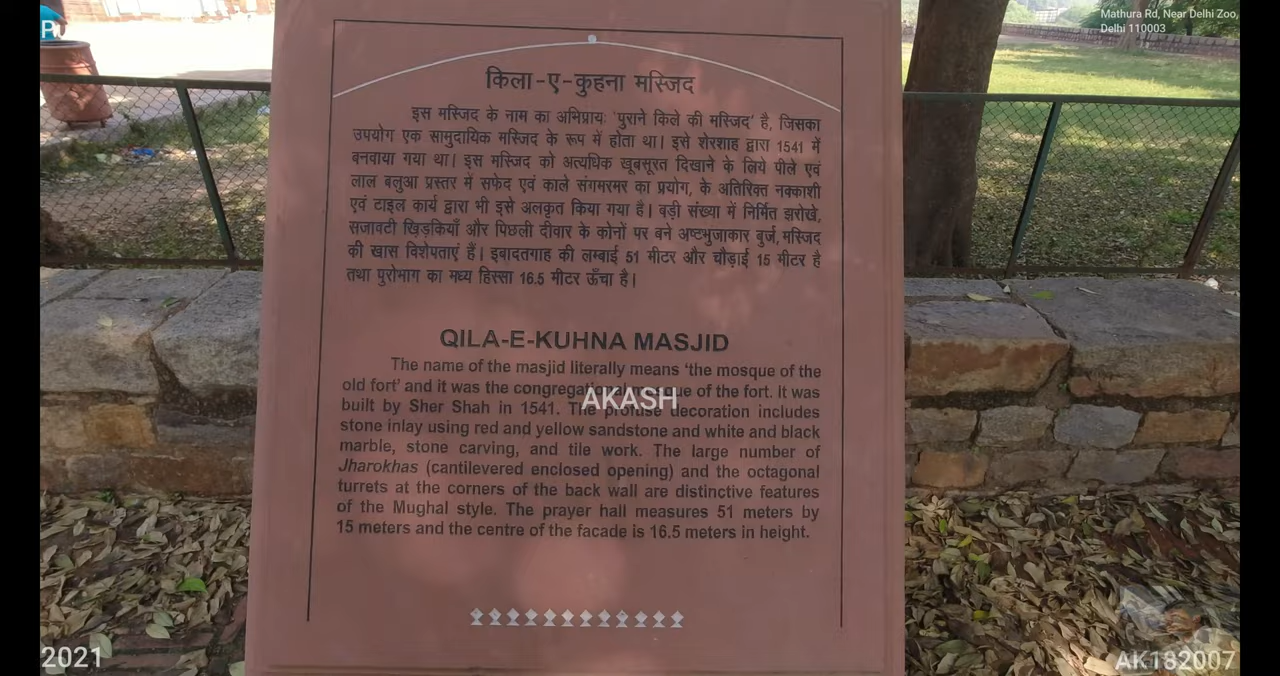 P
Mathura Rd, Near Delhi Zoo,
Delhi 110003
किला-ए-कुहना मस्जिद
इस मस्जिद के नाम का अभिप्रायः 'पुराने किले की मस्जिद' है, जिसका
उपयोग एक सामुदायिक मस्जिद के रूप में होता था। इसे शेरशाह द्वारा 1541 में
बनवाया गया था। इस मस्जिद को अत्यधिक खूबसूरत दिखाने के लिये पीले एवं
लाल बलुआ प्रस्तर में सफेद एवं काले संगमरमर का प्रयोग, के अतिरिक्त नक्काशी
एवं टाइल कार्य द्वारा भी इसे अलकृत किया गया है। बड़ी संख्या में निर्मित झरोखे,
सजावटी खिड़कियाँ और पिछली दीवार के कोनों पर बने अष्टभुजाकार बुर्ज, मस्जिद
की खास विशेषताएं हैं। इबादतगाह की लम्बाई 51 मीटर और चौड़ाई 15 मीटर है
तथा पुरोभाग का मध्य हिस्सा 16.5 मीटर ऊँचा है।
QILA-E-KUHNA MASJID
The name of the masjid literally means 'the mosque of the
old fort' and it was the congregational mosque of the fort. It was
built by Sher Shah in 1541. The profuse decoration includes
stone inlay using red and yellow sandstone and white and black
marble, stone carving, and tile work. The large number of
Jharokhas (cantilevered enclosed opening) and the octagonal
turrets at the corners of the back wall are distinctive features
of the Mughal style. The prayer hall measures 51 meters by
15 meters and the centre of the facade is 16.5 meters in height.
AKASH
2021
AK182007